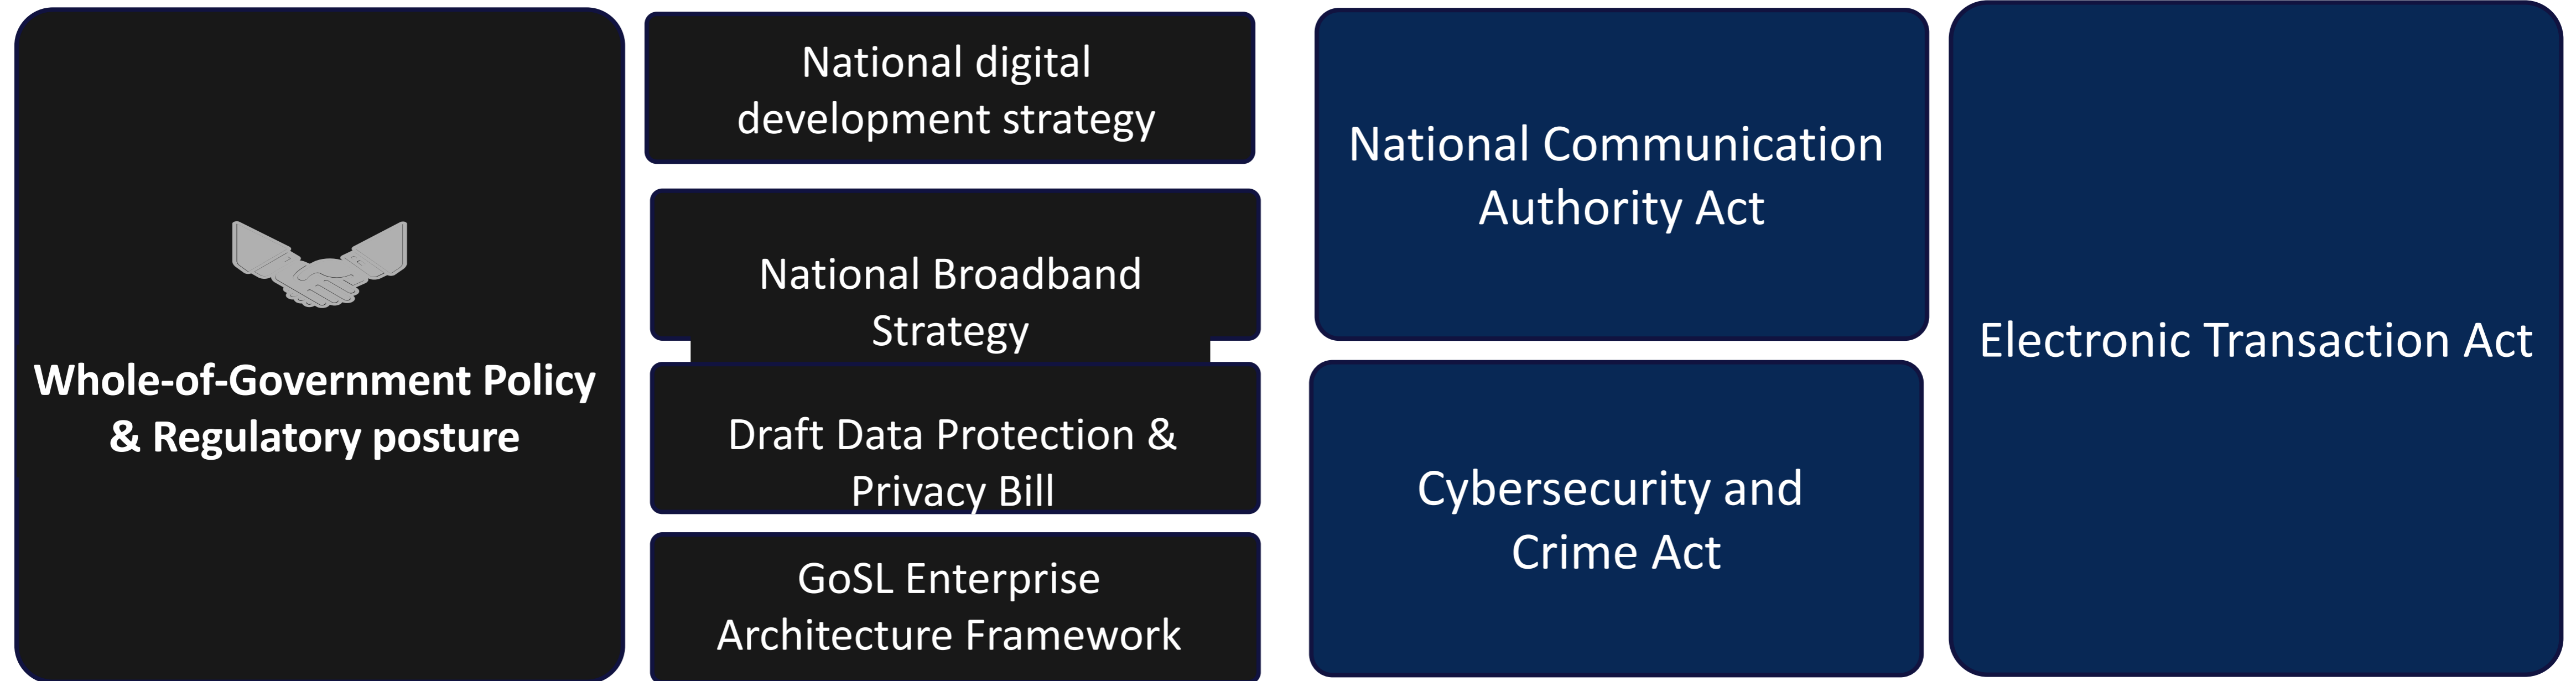 Whole-of-Government Policy
& Regulatory posture
National digital
development strategy
National Broadband
Strategy
Draft Data Protection &
Privacy Bill
GoSL Enterprise
Architecture Framework
National Communication
Authority Act
Cybersecurity and
Crime Act
Electronic Transaction Act